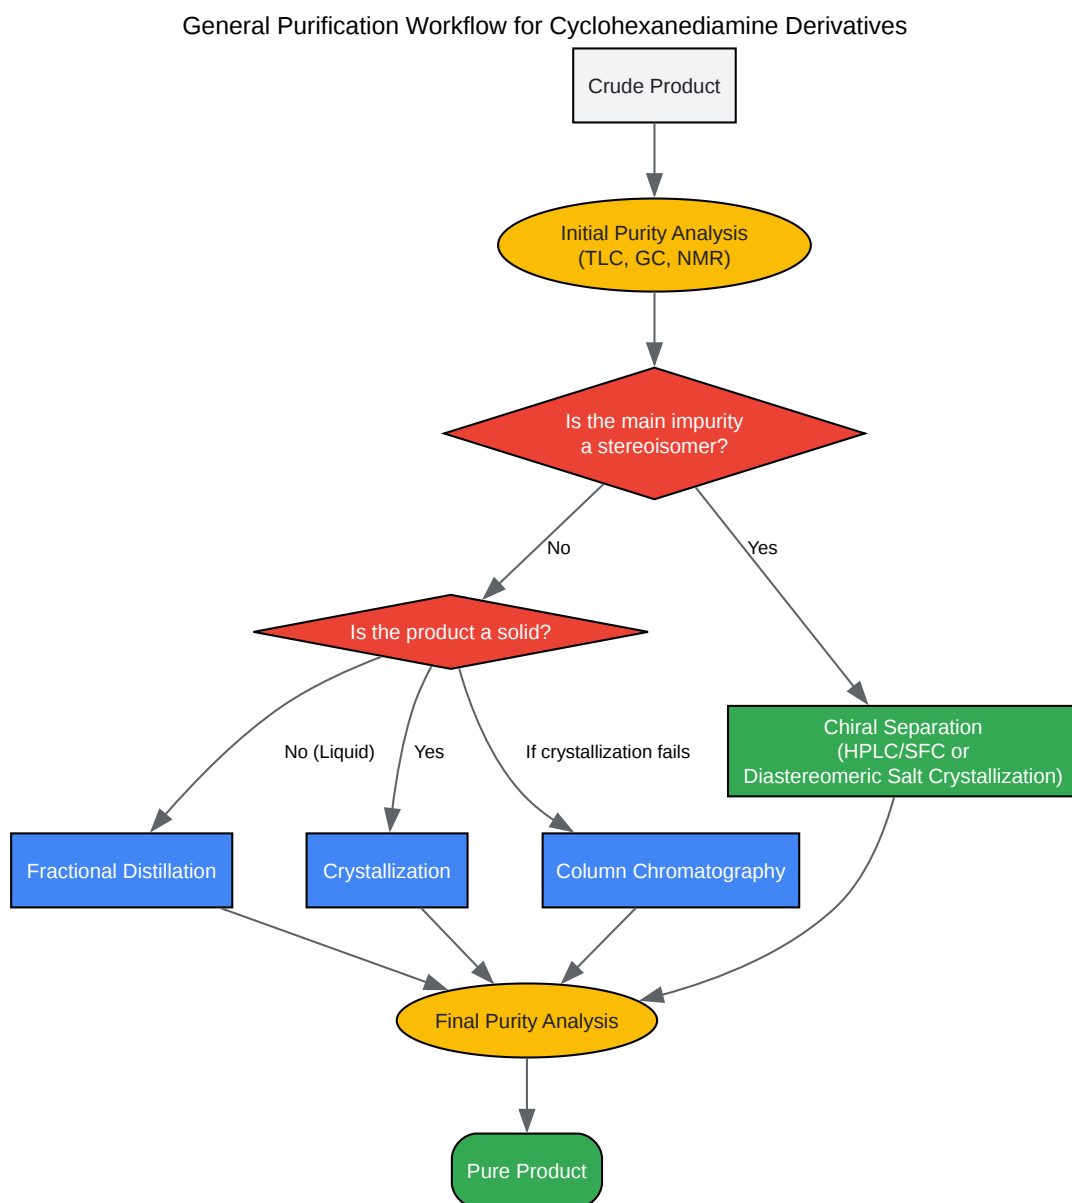 General Purification Workflow for Cyclohexanediamine Derivatives
Crude Product
Initial Purity Analysis
(TLC, GC, NMR)
Is the main impurity
a stereoisomer?
No
Yes
Is the product a solid?
No (Liquid)
Yes
If crystallization fails
Chiral Separation
(HPLC/SFC or
Diastereomeric Salt Crystallization)
Fractional Distillation
Crystallization
Column Chromatography
Final Purity Analysis
Pure Product